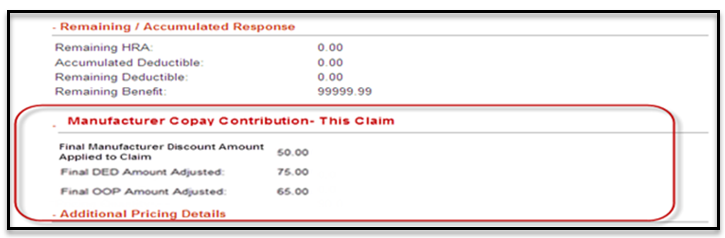 - Remaining / Accumulated Response
Remaining HRA: 0.00
Accumulated Deductible: 0.00
Remaining Deductible: 0.00
Remaining Benefit: 99999.99
- Manufacturer Copay Contribution- This Claim
Final Manufacturer Discount Amount
Applied to Claim 50.00
Final DED Amount Adjusted: 75.00
Final OOP Amount Adjusted: 65.00
- Additional Pricing Details